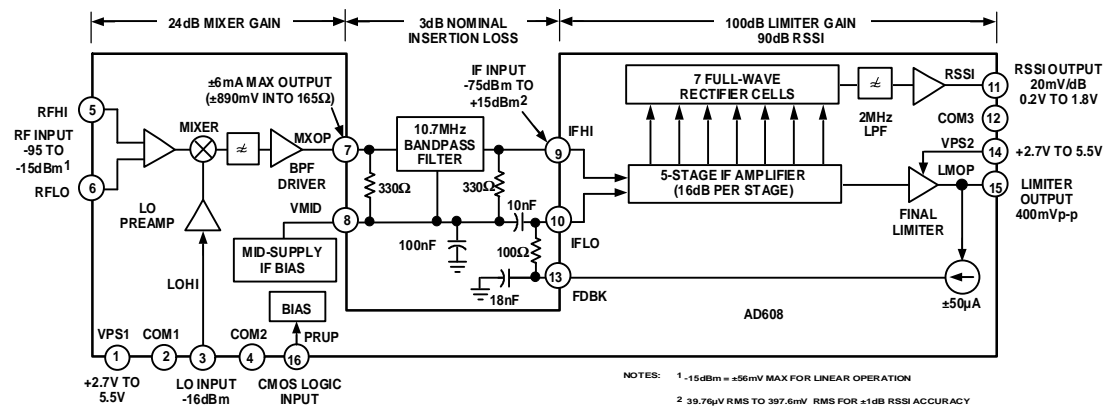 24dB MIXER GAIN
3dB NOMINAL
INSERTION LOSS
100dB LIMITER GAIN
90dB RSSI
±6mA MAX OUTPUT
(±890mV INTO 165Ω)
IF INPUT
-75dBm TO
+15dBm2
7 FULL-WAVE
RECTIFIER CELLS
RSSI
11
RSSI OUTPUT
20mV/dB
0.2V TO 1.8V
2MHz
LPF
COM3
12
RFHI
5
RF INPUT
-95 TO
-15dBm1
RFLO
6
MIXER
MXOP
7
BPF
DRIVER
10.7MHz
BANDPASS
FILTER
IFHI
9
VPS2
14
+2.7V TO 5.5V
LMOP
15
LIMITER
OUTPUT
400mVp-p
5-STAGE IF AMPLIFIER
(16dB PER STAGE)
FINAL
LIMITER
330Ω
330Ω
LO
PREAMP
VMID
8
10nF
10
IFLO
MID-SUPPLY
IF BIAS
100nF
100Ω
13
FDBK
18nF
±50µA
AD608
LOHI
BIAS
VPS1
COM1
COM2
PRUP
1
2
3
4
16
+2.7V TO
5.5V
LO INPUT
-16dBm
CMOS LOGIC
INPUT
NOTES: 1 -15dBm = ±56mV MAX FOR LINEAR OPERATION
2 39.76µV RMS TO 397.6mV RMS FOR ±1dB RSSI ACCURACY